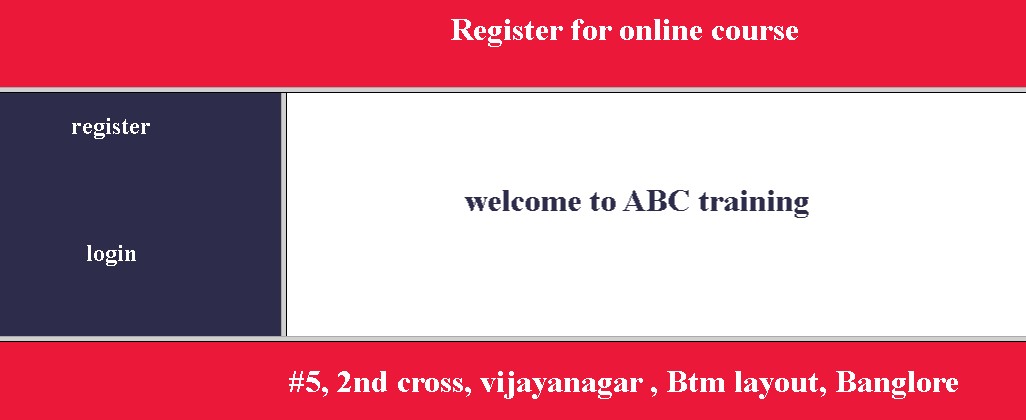 Register for online course
register
welcome to ABC training
login
#5, 2nd cross, vijayanagar , Btm layout, Banglore